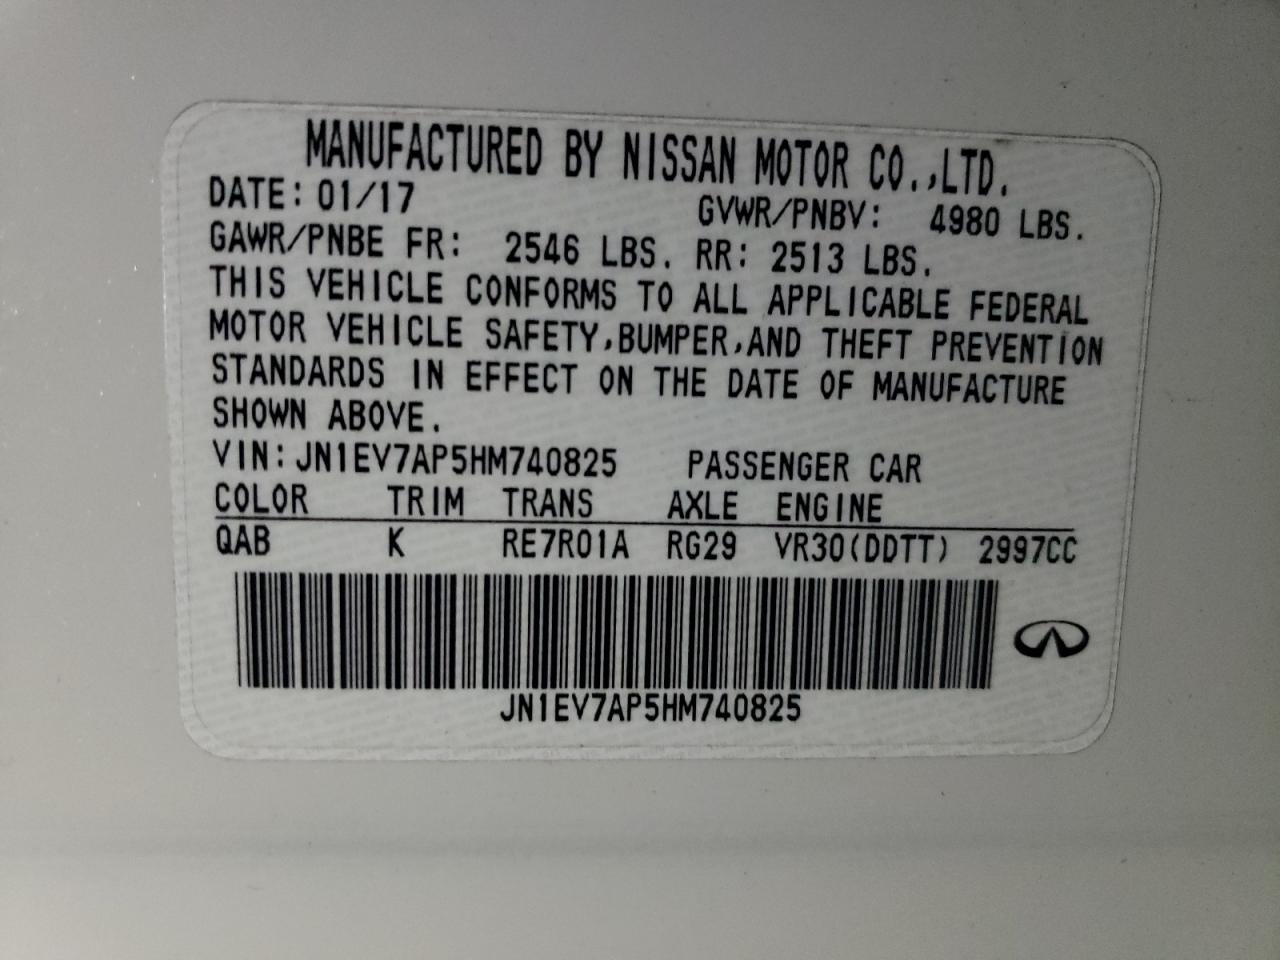 MANUFACTURED BY NISSAN MOTOR CO.,LTD.
DATE: 01/17 GVWR/PNBV: 4980 LBS.
GAWR/PNBE FR: 2546 LBS. RR: 2513 LBS.
THIS VEHICLE CONFORMS TO ALL APPLICABLE FEDERAL
MOTOR VEHICLE SAFETY,BUMPER,AND THEFT PREVENTION
STANDARDS IN EFFECT ON THE DATE OF MANUFACTURE
SHOWN ABOVE.
VIN: JN1EV7AP5HM740825 PASSENGER CAR
COLOR TRIM TRANS AXLE ENGINE
QAB K RE7R01A RG29 VR30(DDTT) 2997CC
JN1EV7AP5HM740825